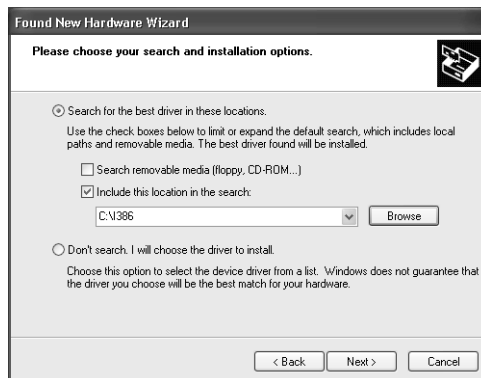 Found New Hardware Wizard
Please choose your search and installation options.
Search for the best driver in these locations.
Use the check boxes below to limit or expand the default search, which includes local
paths and removable media. The best driver found will be installed.
Search removable media (floppy, CD-ROM...)
Include this location in the search:
C:\I386
Browse
Don't search. I will choose the driver to install.
Choose this option to select the device driver from a list. Windows does not guarantee that
the driver you choose will be the best match for your hardware.
< Back Next > Cancel